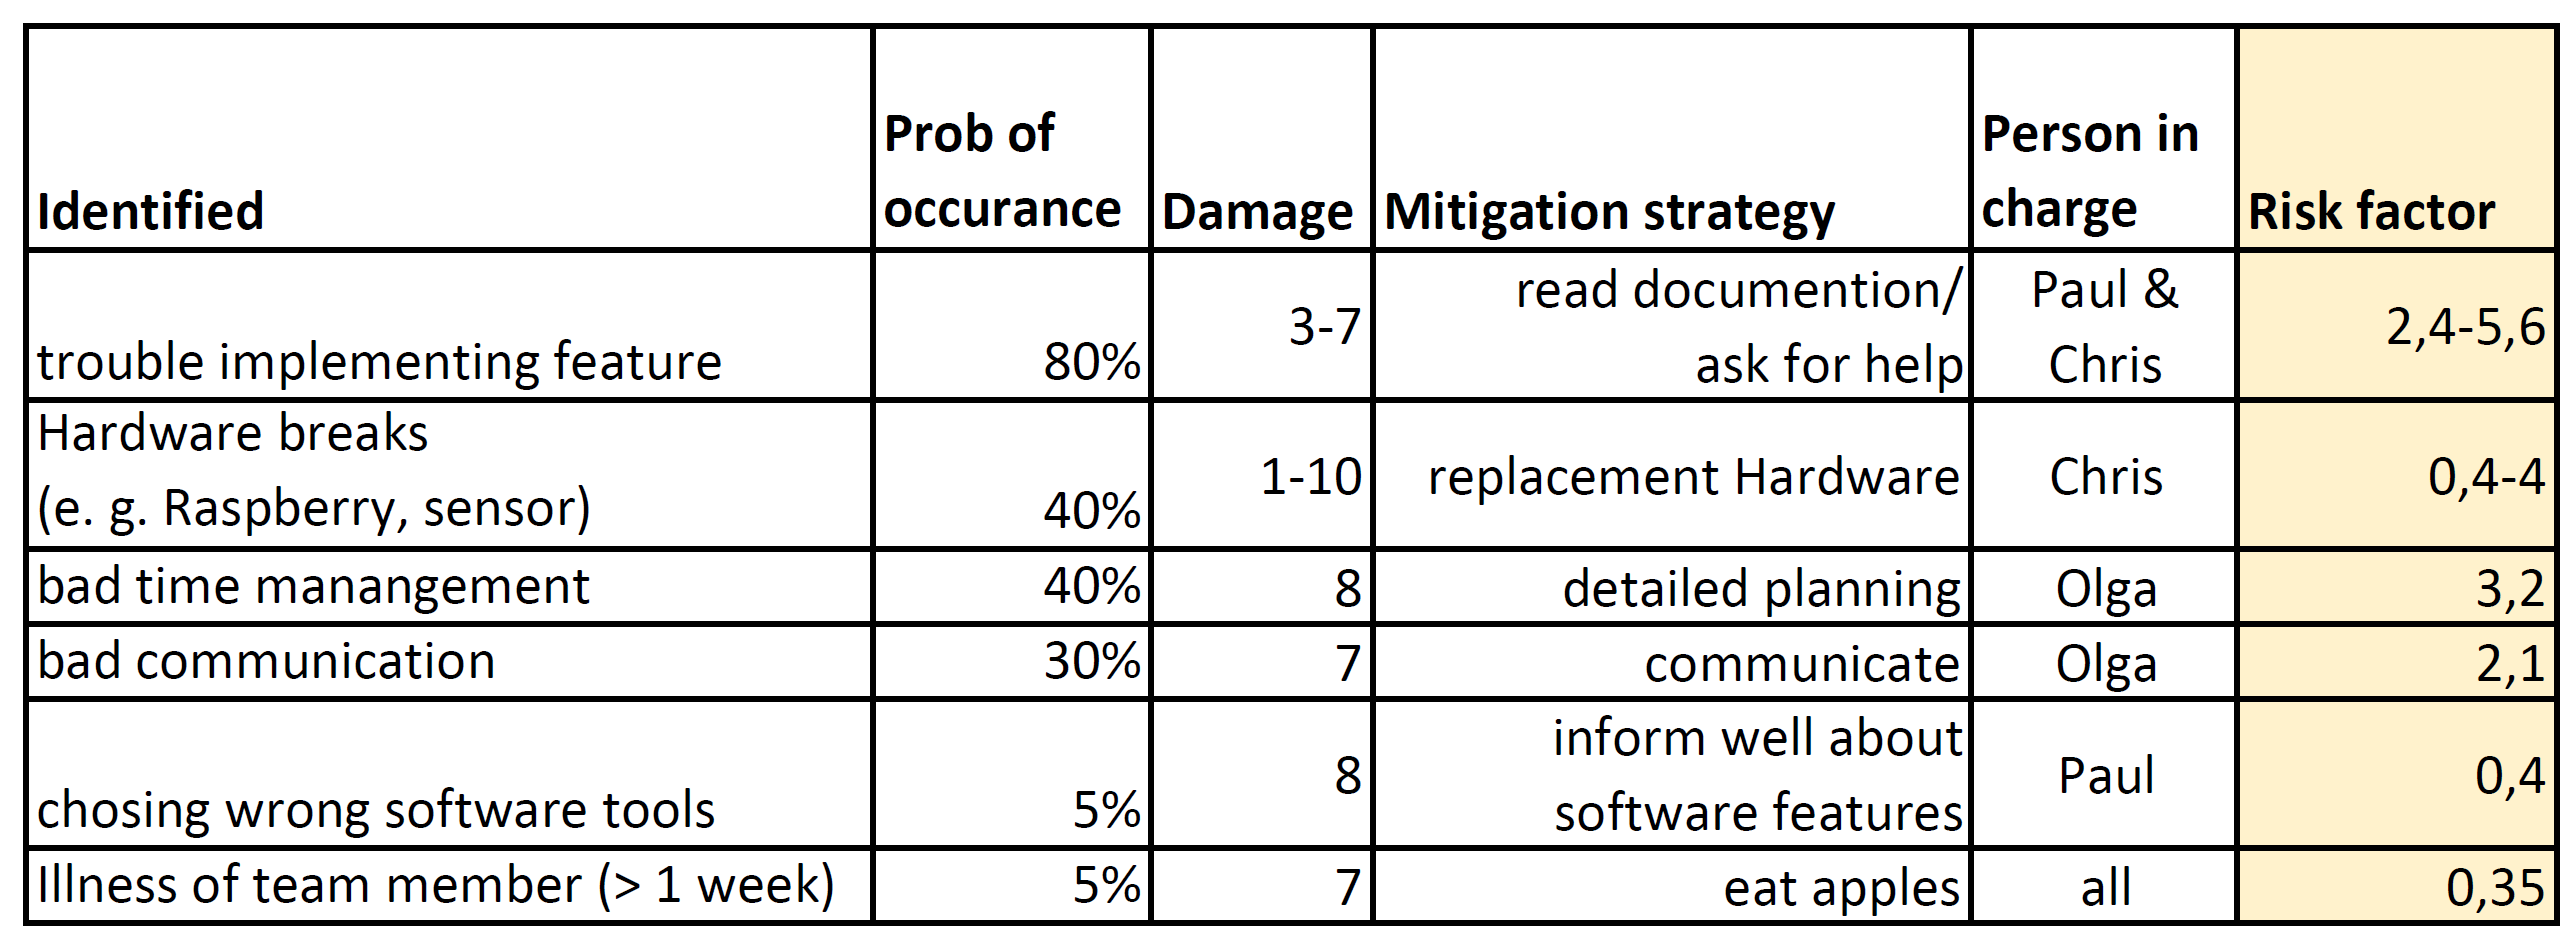 Identified Prob of occurance Damage Mitigation strategy Person in charge Risk factor
trouble implementing feature 80% 3-7 read documention/ ask for help Paul & Chris 2,4-5,6
Hardware breaks (e. g. Raspberry, sensor) 40% 1-10 replacement Hardware Chris 0,4-4
bad time manangement 40% 8 detailed planning Olga 3,2
bad communication 30% 7 communicate Olga 2,1
chosing wrong software tools 5% 8 inform well about software features Paul 0,4
Illness of team member (> 1 week) 5% 7 eat apples all 0,35